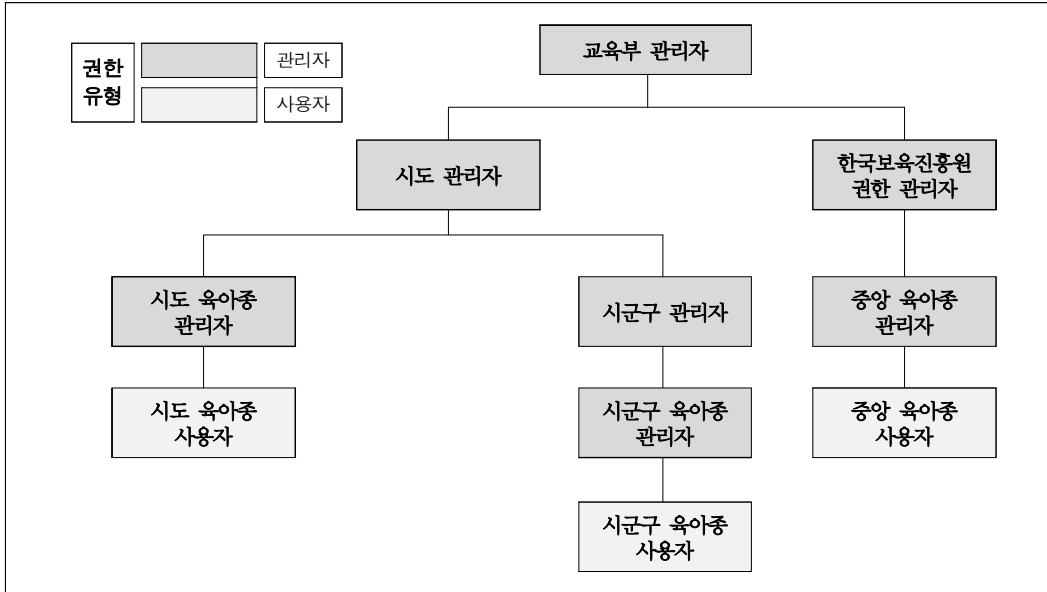 권한
유형
관리자
사용자
교육부 관리자
시도 관리자
한국보육진흥원
권한 관리자
시도 육아종
관리자
시군구 관리자
중앙 육아종
관리자
시도 육아종
사용자
시군구 육아종
관리자
중앙 육아종
사용자
시군구 육아종
사용자